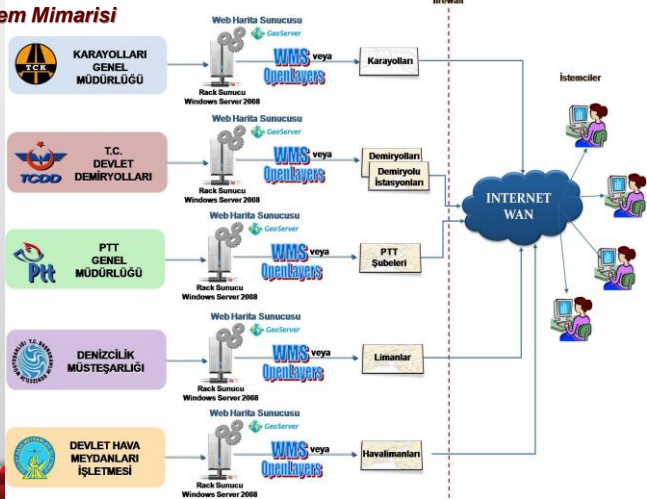 em Mimarisi
firewall
TCK
KARAYOLLARI
GENEL
MÜDÜRLÜĞÜ
Web Harita Sunucusu
GeoServer
WMS veya
OpenLayers
Rack Sunucu
Windows Server 2008
Karayolları
İstemciler
TCDD
T.C.
DEVLET
DEMİRYOLLARI
Web Harita Sunucusu
GeoServer
WMS veya
OpenLayers
Rack Sunucu
Windows Server 2008
Demiryolları
Demiryolu
İstasyonları
INTERNET
WAN
Ptt
PTT
GENEL
MÜDÜRLÜĞÜ
Web Harita Sunucusu
GeoServer
WMS veya
OpenLayers
Rack Sunucu
Windows Server 2008
PTT
Şubeleri
DENİZCİLİK
MÜSTEŞARLIĞI
Web Harita Sunucusu
GeoServer
WMS veya
OpenLayers
Rack Sunucu
Windows Server 2008
Limanlar
DEVLET HAVA
MEYDANLARI
İŞLETMESİ
Web Harita Sunucusu
GeoServer
WMS veya
OpenLayers
Rack Sunucu
Windows Server 2008
Havalimanları